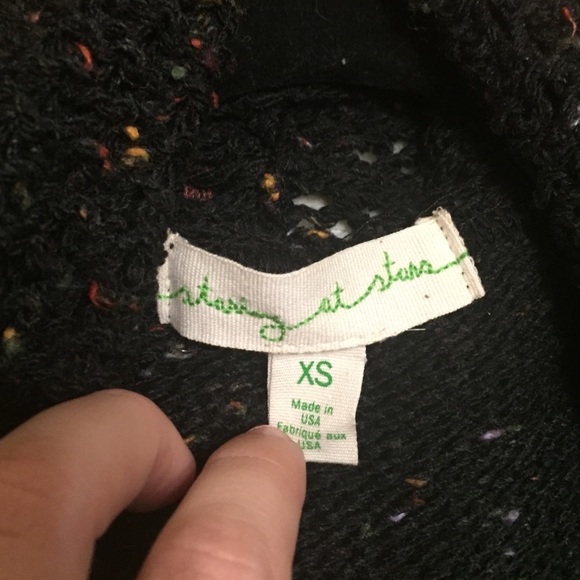 staring at stars
XS
Made in
USA
Fabriqué aux
USA